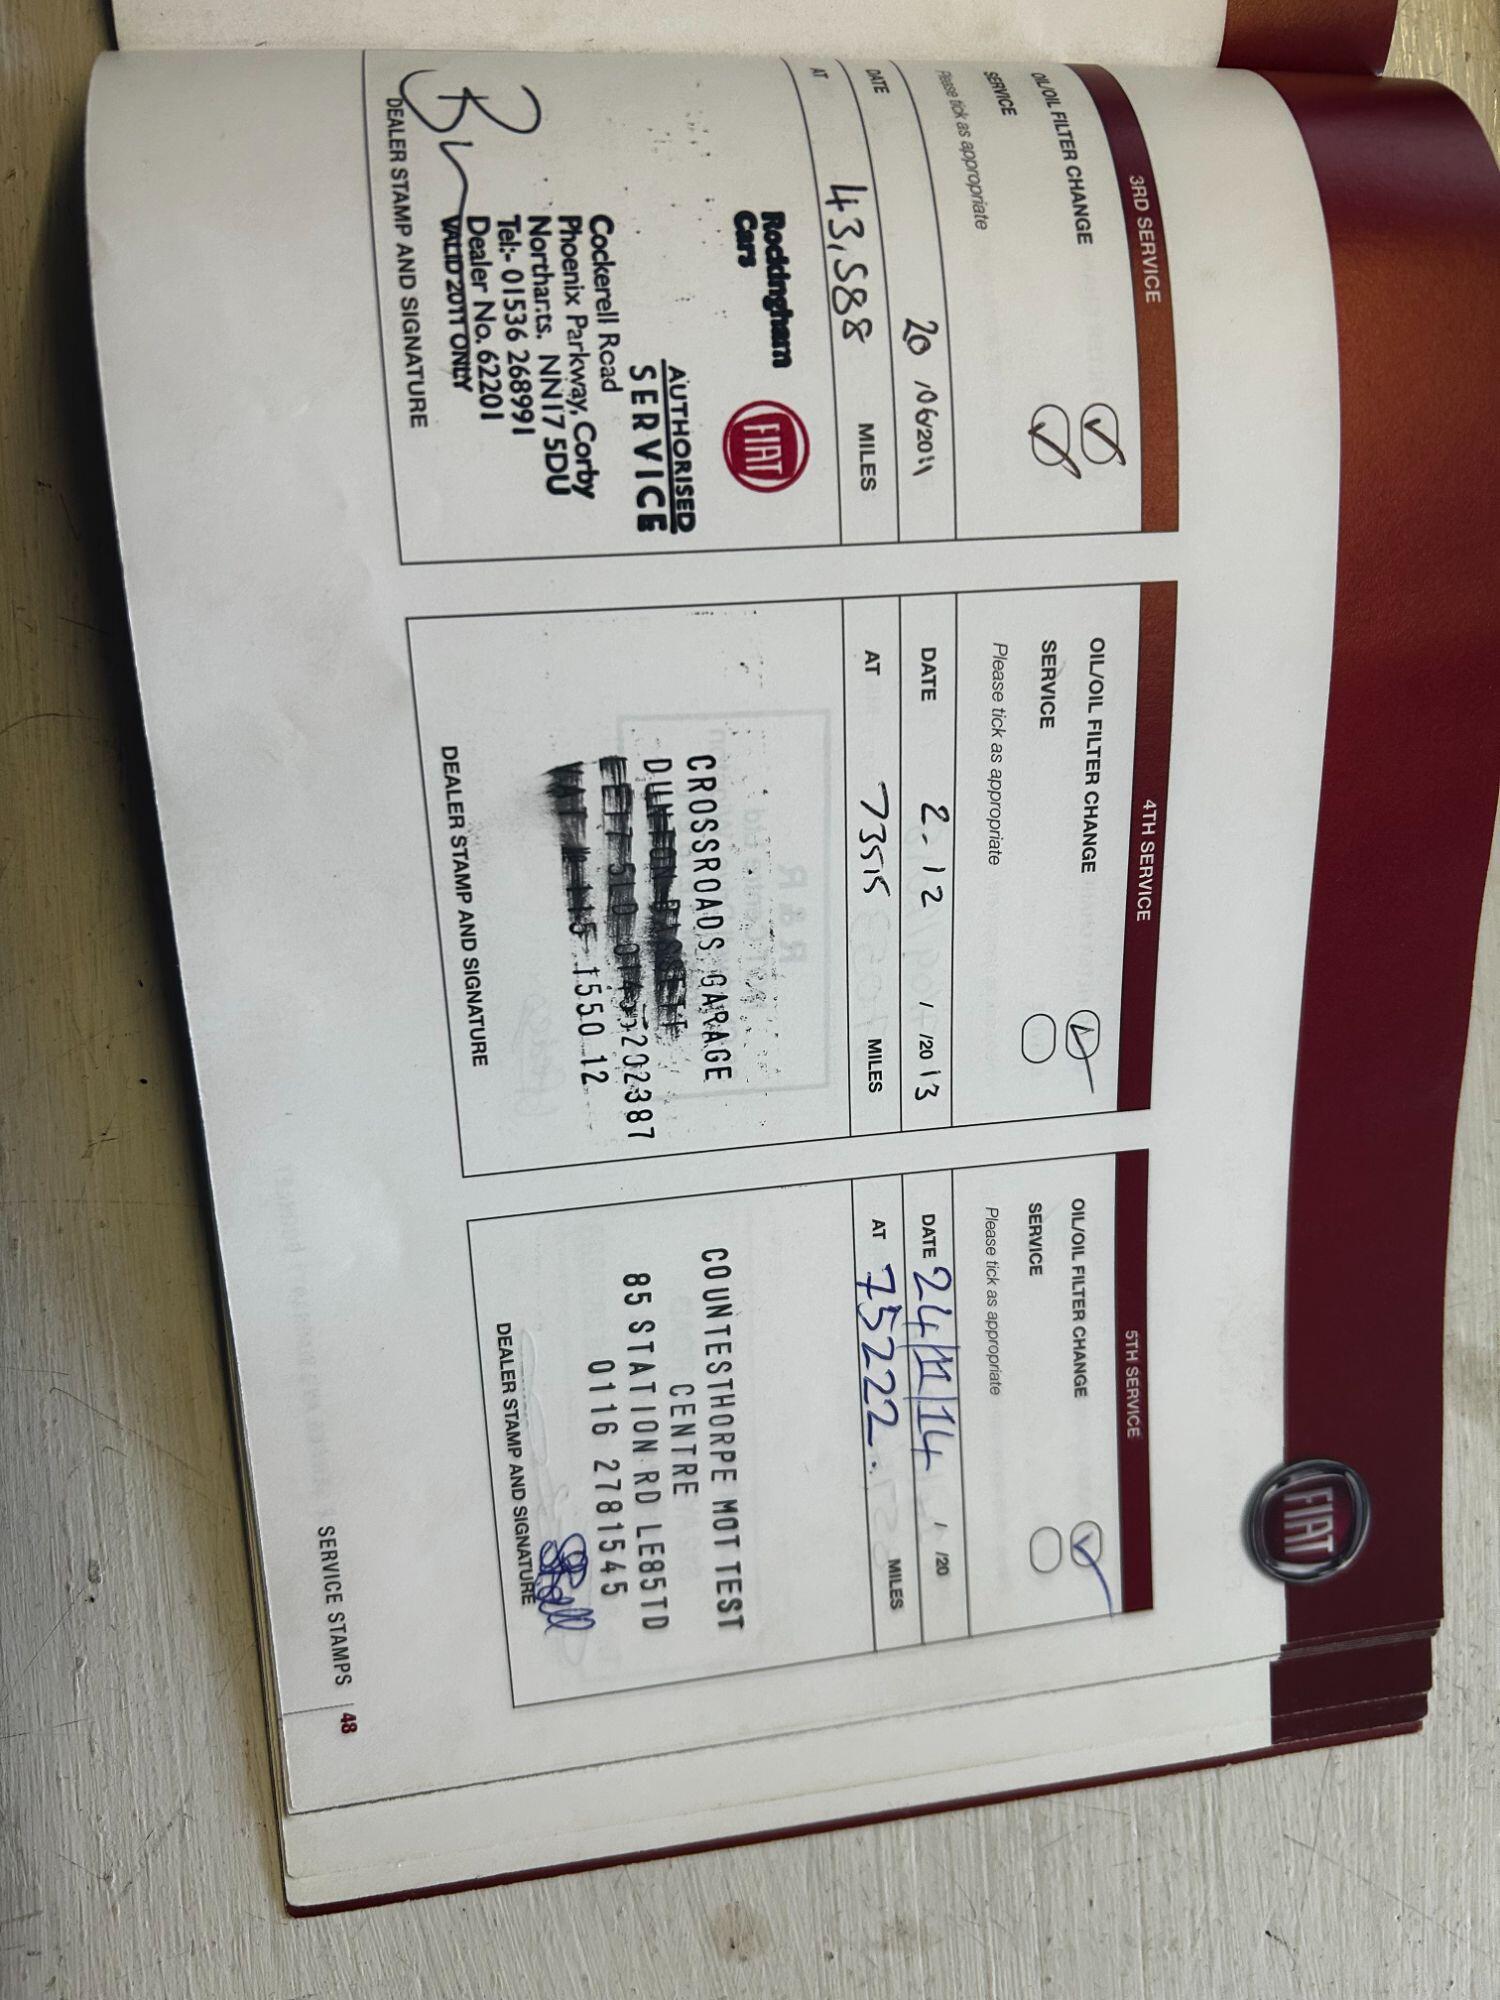 FIAT
3RD SERVICE
OIL/OIL FILTER CHANGE
SERVICE
Please tick as appropriate
DATE 20 /06/2011
AT 43,588 MILES
Rockingham
Cars
FIAT
AUTHORISED
SERVICE
Cockerell Road
Phoenix Parkway, Corby
Northants. NN17 5DU
Tel:- 01536 268991
Dealer No. 62201
VALID 2011 ONLY
DEALER STAMP AND SIGNATURE
4TH SERVICE
OIL/OIL FILTER CHANGE
SERVICE
Please tick as appropriate
DATE 2.12 / /2013
AT 73515 MILES
CROSSROADS GARAGE
DUNTON BASSETT
202387
1550 12
DEALER STAMP AND SIGNATURE
5TH SERVICE
OIL/OIL FILTER CHANGE
SERVICE
Please tick as appropriate
DATE 24/11/14 / /20
AT 75222. MILES
COUNTESTHORPE MOT TEST
CENTRE
85 STATION RD LE85TD
0116 2781545
DEALER STAMP AND SIGNATURE
SERVICE STAMPS 48